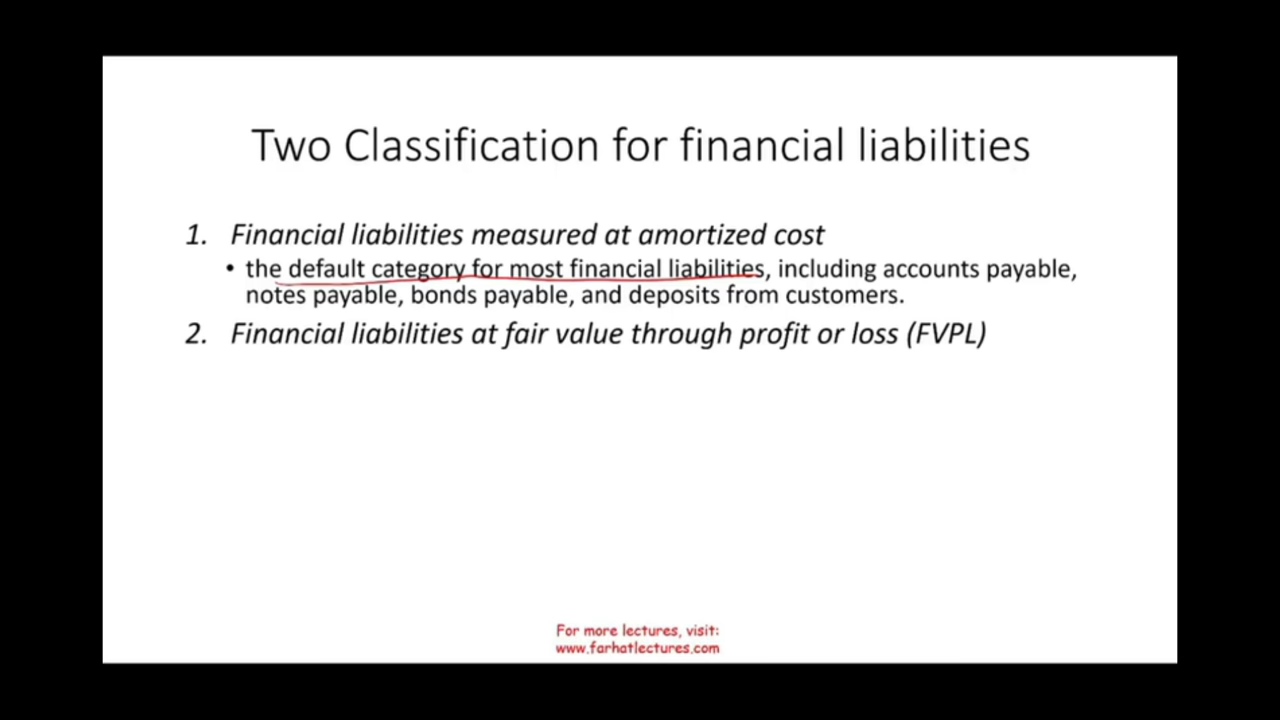 Two Classification for financial liabilities
1. Financial liabilities measured at amortized cost
• the default category for most financial liabilities, including accounts payable,
notes payable, bonds payable, and deposits from customers.
2. Financial liabilities at fair value through profit or loss (FVPL)
For more lectures, visit:
www.farhatlectures.com